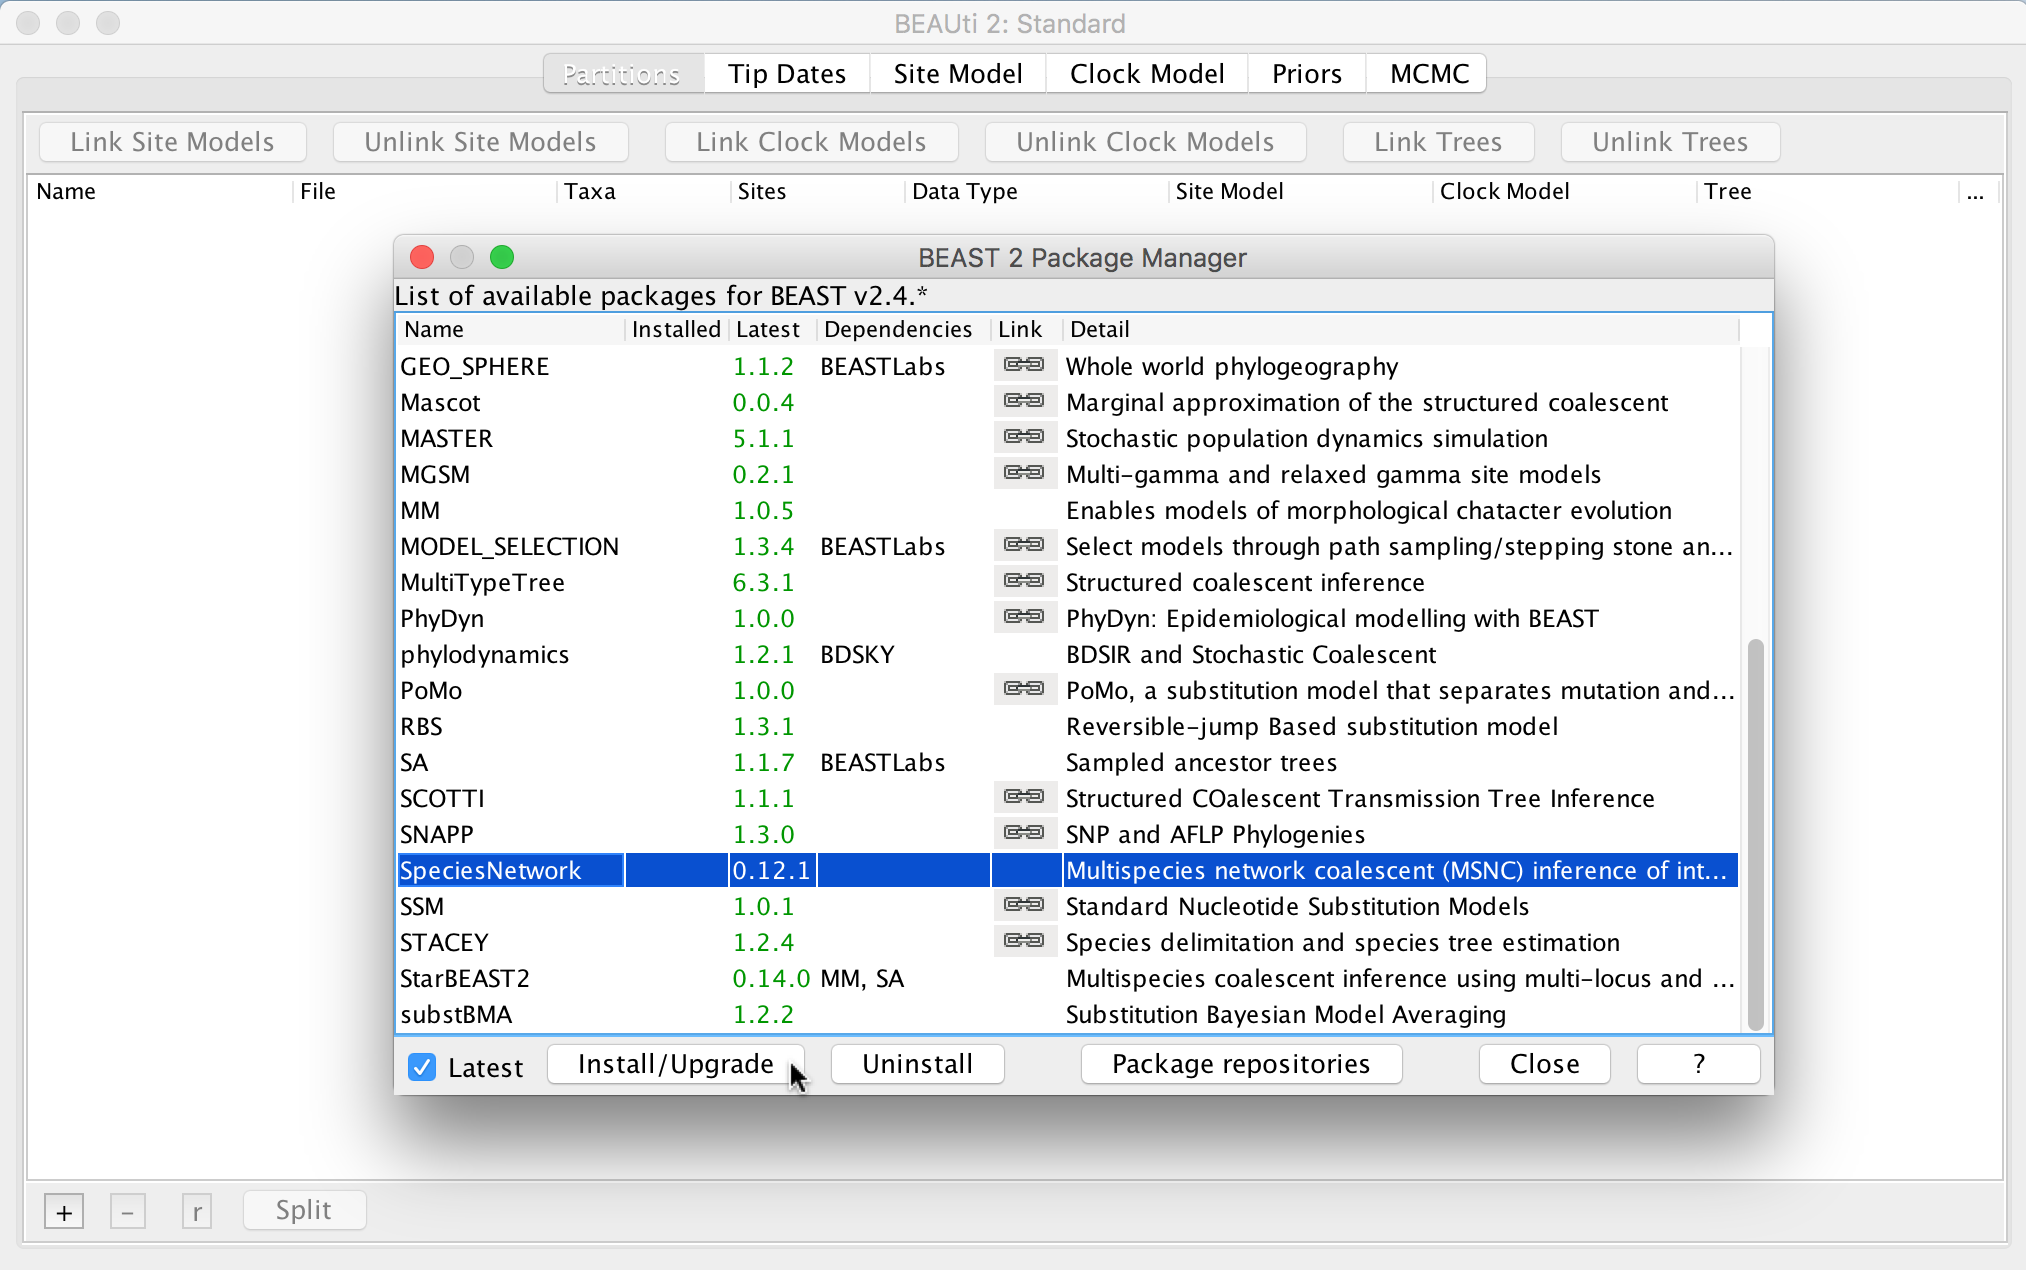 BEAUti 2: Standard
Partitions Tip Dates Site Model Clock Model Priors MCMC
Link Site Models Unlink Site Models Link Clock Models Unlink Clock Models Link Trees Unlink Trees
Name File Taxa Sites Data Type Site Model Clock Model Tree ...
BEAST 2 Package Manager
List of available packages for BEAST v2.4.*
Name Installed Latest Dependencies Link Detail
GEO_SPHERE 1.1.2 BEASTLabs Whole world phylogeography
Mascot 0.0.4 Marginal approximation of the structured coalescent
MASTER 5.1.1 Stochastic population dynamics simulation
MGSM 0.2.1 Multi-gamma and relaxed gamma site models
MM 1.0.5 Enables models of morphological chatacter evolution
MODEL_SELECTION 1.3.4 BEASTLabs Select models through path sampling/stepping stone an...
MultiTypeTree 6.3.1 Structured coalescent inference
PhyDyn 1.0.0 PhyDyn: Epidemiological modelling with BEAST
phylodynamics 1.2.1 BDSKY BDSIR and Stochastic Coalescent
PoMo 1.0.0 PoMo, a substitution model that separates mutation and...
RBS 1.3.1 Reversible-jump Based substitution model
SA 1.1.7 BEASTLabs Sampled ancestor trees
SCOTTI 1.1.1 Structured COalescent Transmission Tree Inference
SNAPP 1.3.0 SNP and AFLP Phylogenies
SpeciesNetwork 0.12.1 Multispecies network coalescent (MSNC) inference of int...
SSM 1.0.1 Standard Nucleotide Substitution Models
STACEY 1.2.4 Species delimitation and species tree estimation
StarBEAST2 0.14.0 MM, SA Multispecies coalescent inference using multi-locus and ...
substBMA 1.2.2 Substitution Bayesian Model Averaging
Latest Install/Upgrade Uninstall Package repositories Close ?
+ - r Split